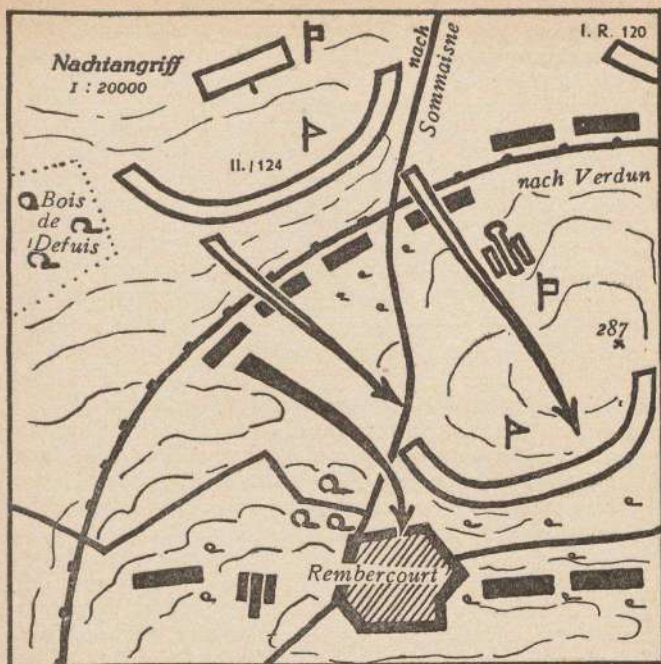 Nachtangriff
1 : 20000
I. R. 120
nach
Sommaisne
II./124
nach Verdun
Bois
de
Defuis
287
Rembercourt